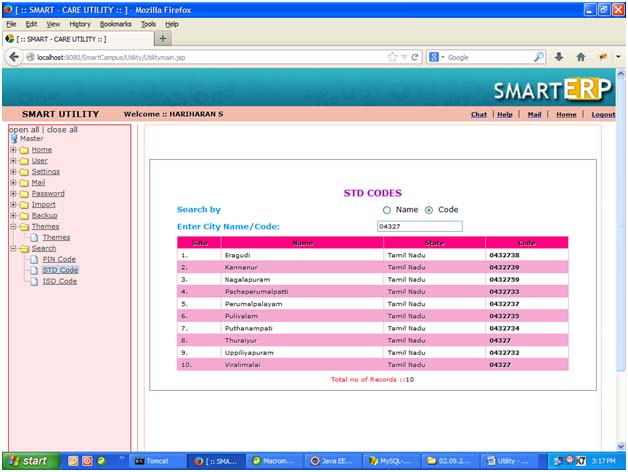 [ :: SMART - CARE UTILITY :: ] - Mozilla Firefox
File Edit View History Bookmarks Tools Help
[ :: SMART - CARE UTILITY :: ]
localhost:8080/SmartCampus/Utility/Utilitymain.jsp
Google
SMARTERP
SMART UTILITY Welcome :: HARIHARAN S Chat | Help | Mail | Home | Logout
open all | close all
Master
Home
User
Settings
Mail
Password
Import
Backup
Themes
Themes
Search
PIN Code
STD Code
ISD Code
STD CODES
Search by Name Code
Enter City Name/Code: 04327
S.No Name State Code
1. Eragudi Tamil Nadu 0432738
2. Kannanur Tamil Nadu 0432739
3. Nagalapuram Tamil Nadu 0432759
4. Pachaperumalpatti Tamil Nadu 0432733
5. Perumalpalayam Tamil Nadu 0432737
6. Pulivalam Tamil Nadu 0432735
7. Puthanampati Tamil Nadu 0432734
8. Thuraiyur Tamil Nadu 04327
9. Uppiliyapuram Tamil Nadu 0432732
10. Viralimalai Tamil Nadu 04327
Total no of Records ::10
start Tomcat [ :: SMA... Macrom... Java EE... MySQL-... 02.09.2... Utility - ... 3:17 PM